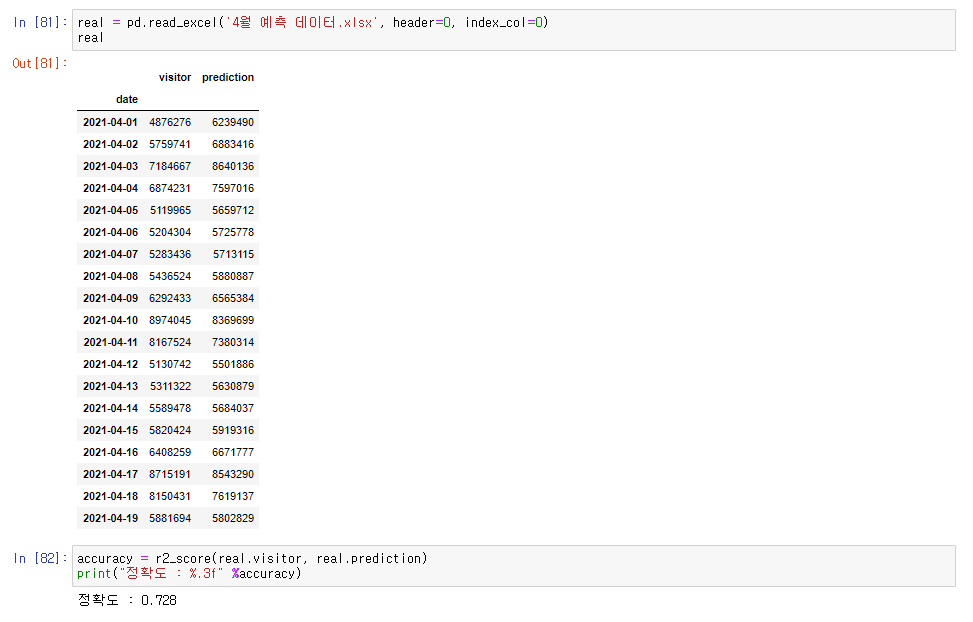 In [81]: real = pd.read_excel('4월 예측 데이터.xlsx', header=0, index_col=0)
real
Out[81]:
visitor prediction
date
2021-04-01 4876276 6239490
2021-04-02 5759741 6883416
2021-04-03 7184667 8640136
2021-04-04 6874231 7597016
2021-04-05 5119965 5659712
2021-04-06 5204304 5725778
2021-04-07 5283436 5713115
2021-04-08 5436524 5880887
2021-04-09 6292433 6565384
2021-04-10 8974045 8369699
2021-04-11 8167524 7380314
2021-04-12 5130742 5501886
2021-04-13 5311322 5630879
2021-04-14 5589478 5684037
2021-04-15 5820424 5919316
2021-04-16 6408259 6671777
2021-04-17 8715191 8543290
2021-04-18 8150431 7619137
2021-04-19 5881694 5802829
In [82]: accuracy = r2_score(real.visitor, real.prediction)
print("정확도 : %.3f" %accuracy)
정확도 : 0.728